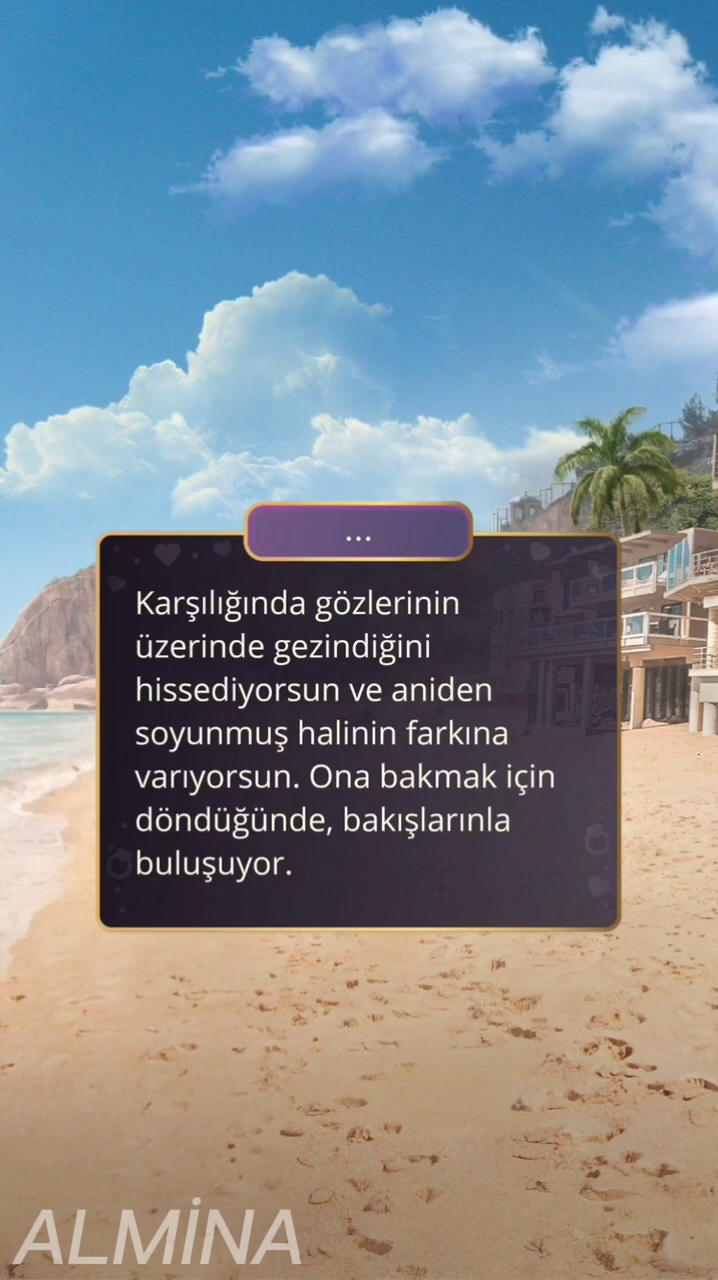 ...
Karşılığında gözlerinin
üzerinde gezindiğini
hissediyorsun ve aniden
soyunmuş halinin farkına
varıyorsun. Ona bakmak için
döndüğünde, bakışlarınla
buluşuyor.
ALMİNA